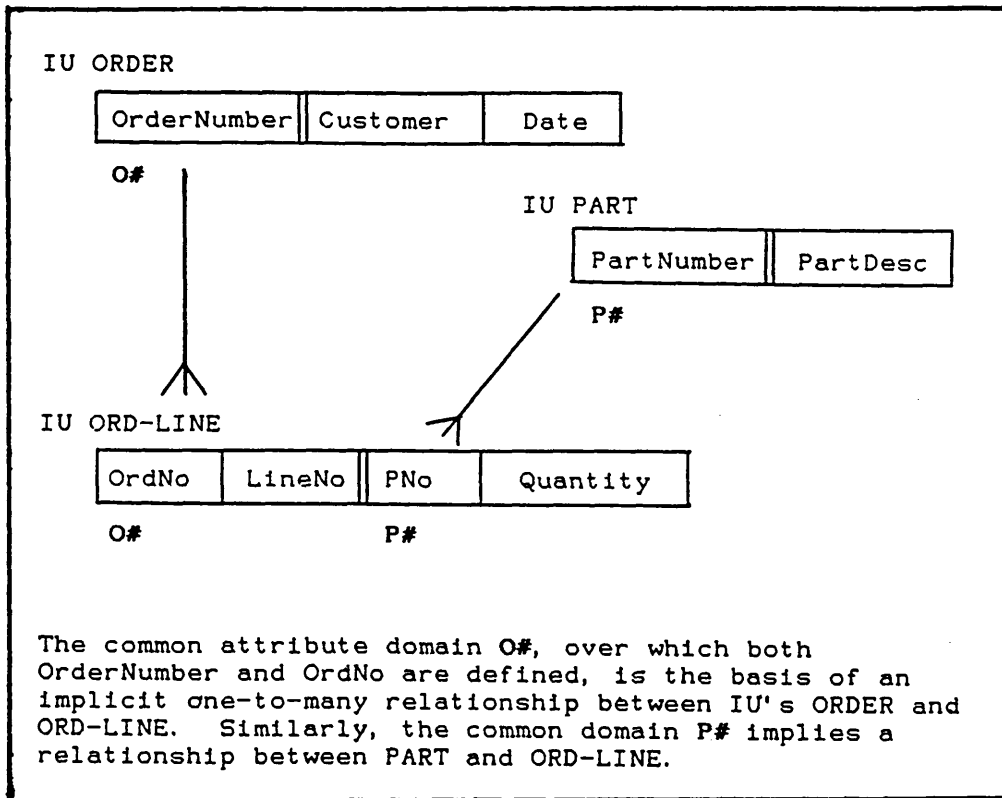 IU ORDER
OrderNumber Customer Date
O#
IU PART
PartNumber PartDesc
P#
IU ORD-LINE
OrdNo LineNo PNo Quantity
O# P#
The common attribute domain O#, over which both
OrderNumber and OrdNo are defined, is the basis of an
implicit one-to-many relationship between IU's ORDER and
ORD-LINE. Similarly, the common domain P# implies a
relationship between PART and ORD-LINE.